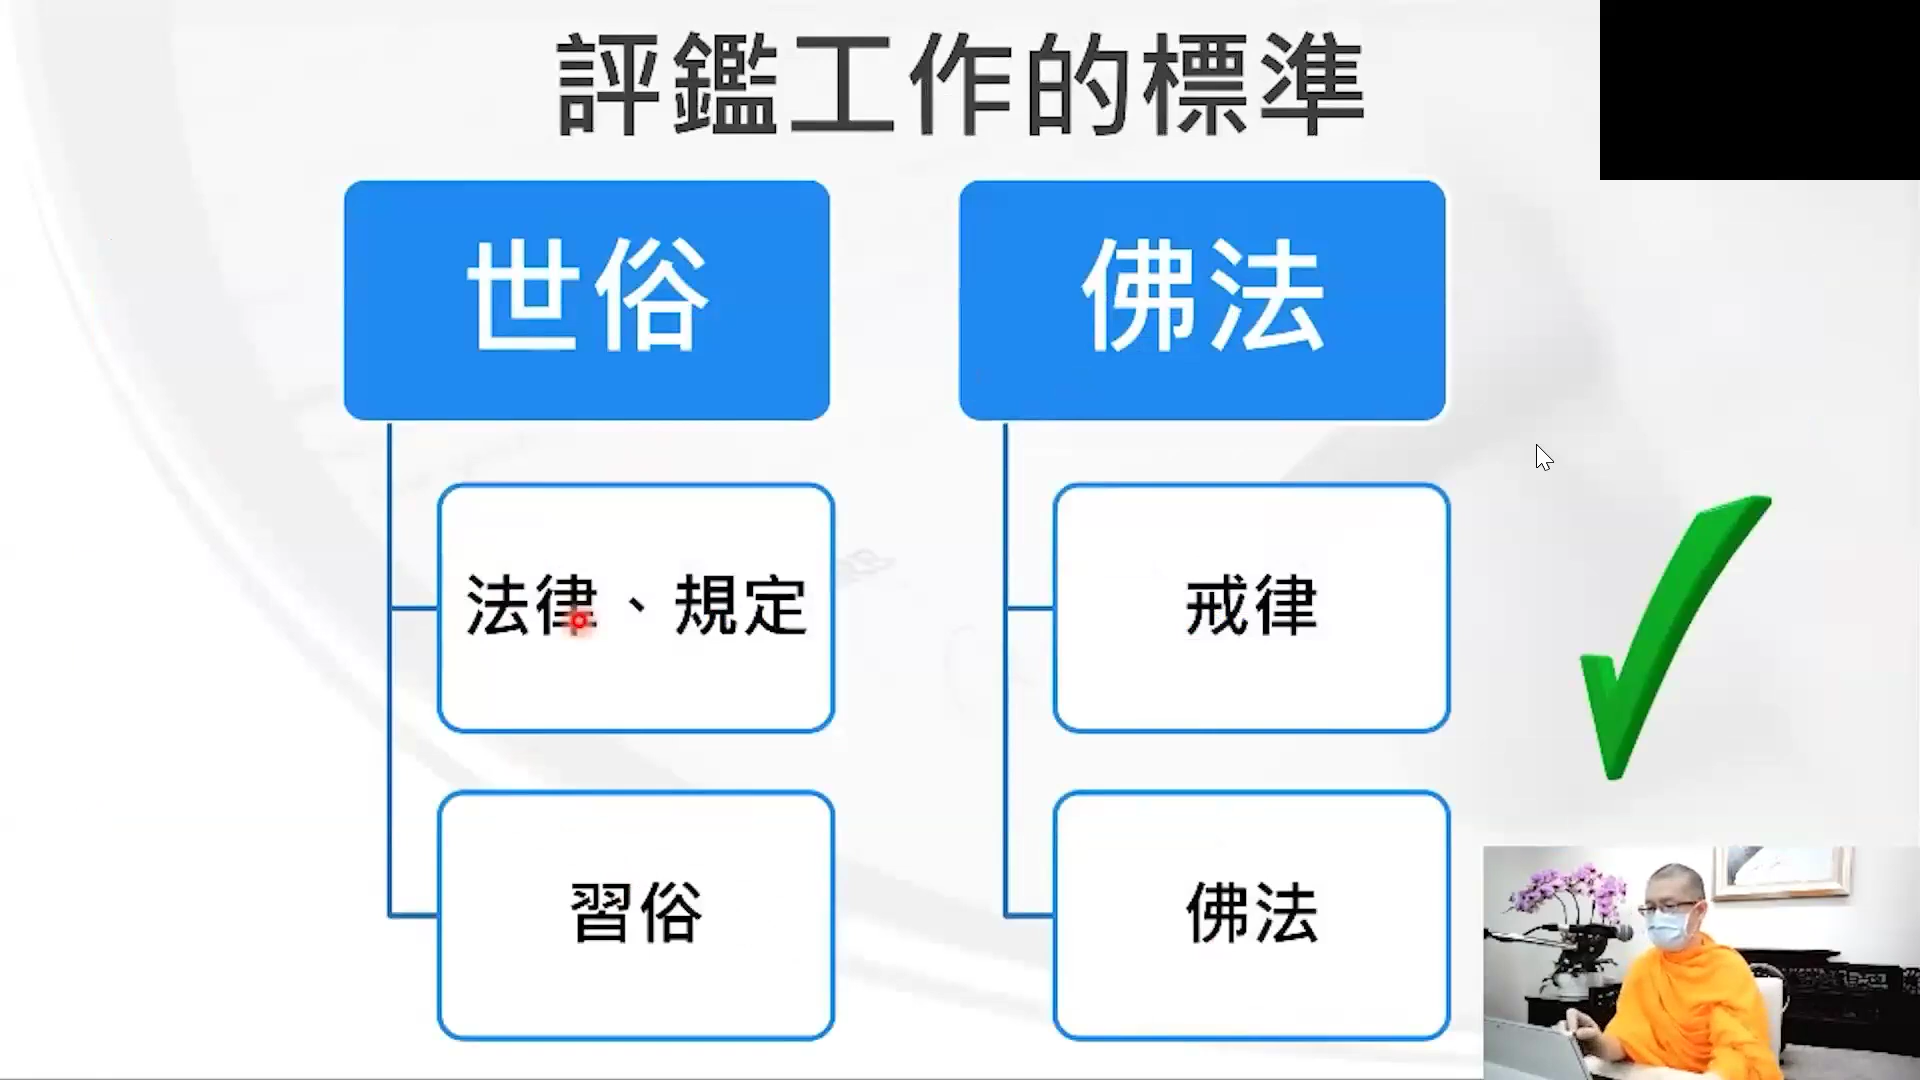 評鑑工作的標準
世俗
法律、規定
習俗
佛法
戒律
佛法